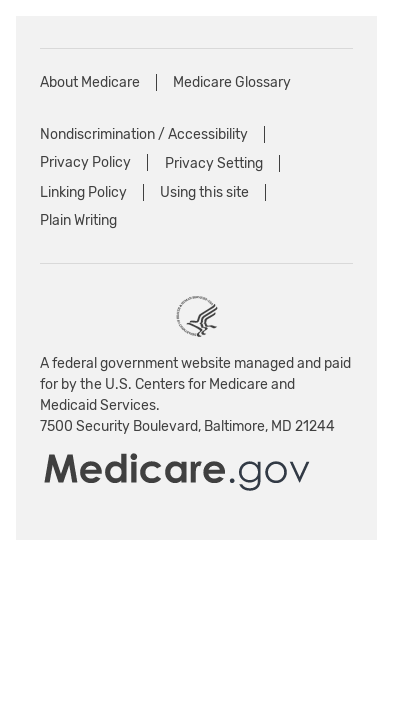 About Medicare
Medicare Glossary
Nondiscrimination / Accessibility
Privacy Policy
Privacy Setting
Linking Policy
Using this site
Plain Writing
A federal government website managed and paid
for by the U.S. Centers for Medicare and
Medicaid Services.
7500 Security Boulevard, Baltimore, MD 21244
Medicare.gov